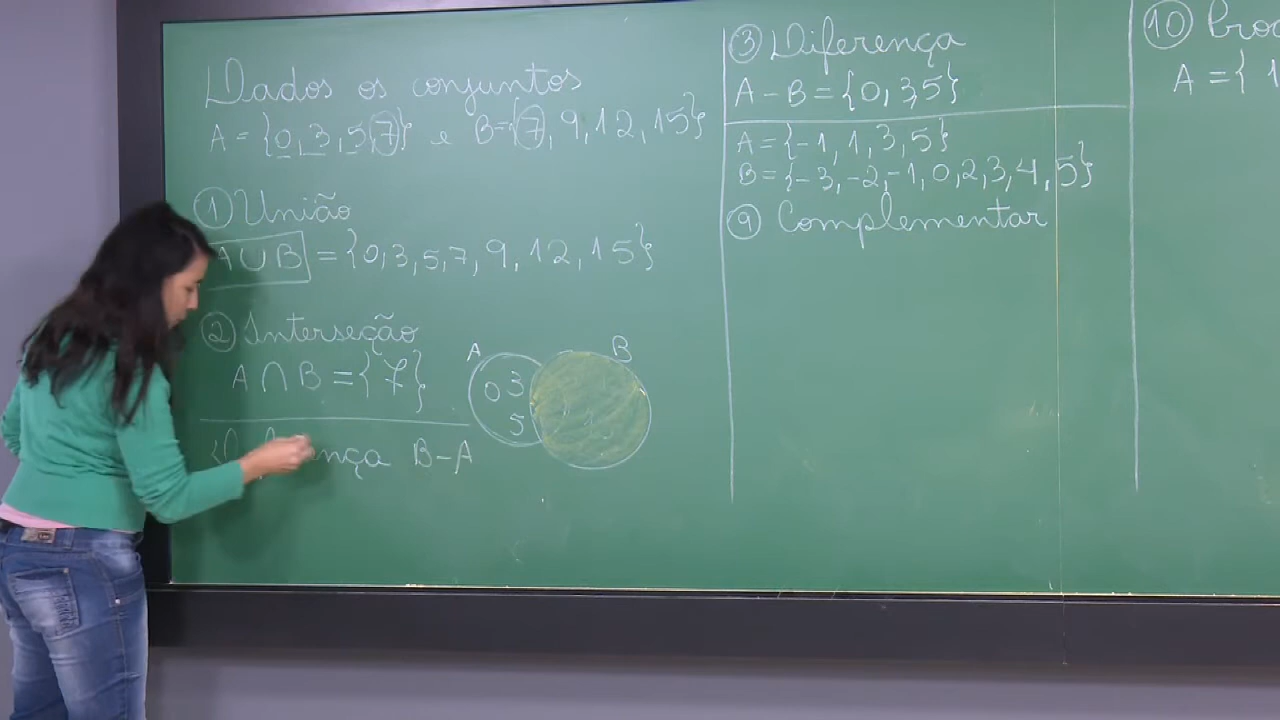 Dados os conjuntos
A = {0, 3, 5, 7} e B={7, 9, 12, 15}
① União
A∪B = {0, 3, 5, 7, 9, 12, 15}
② Interseção
A ∩ B = {7}
A B
0 3
5
B-A
③ Diferença
A - B = {0, 3,5}
A = {-1, 1, 3, 5}
B = {-3, -2, -1, 0, 2, 3, 4, 5}
⑨ Complementar
⑩
A = { 1